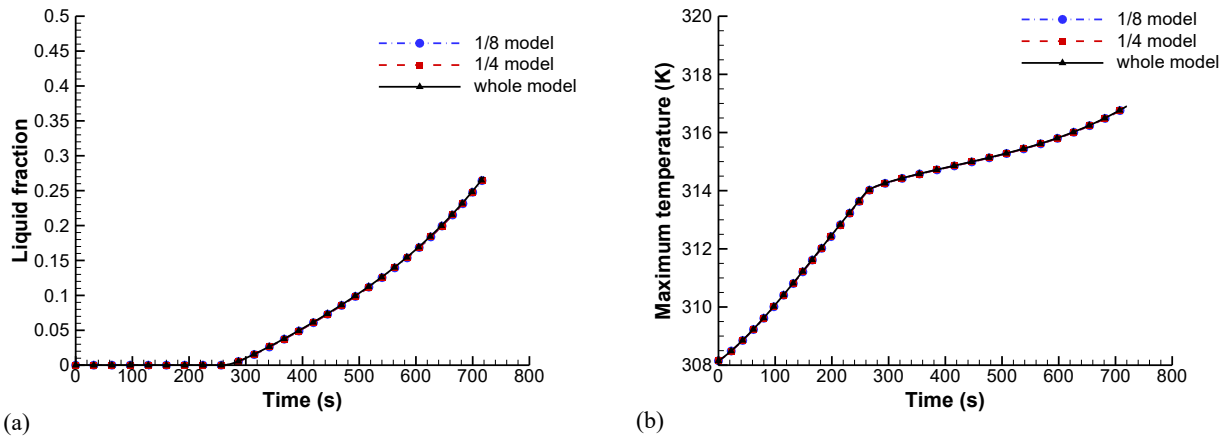 0.5
0.45
0.4
0.35
0.3
0.25
0.2
0.15
0.1
0.05
0
Liquid fraction
1/8 model
1/4 model
whole model
0 100 200 300 400 500 600 700 800
Time (s)
(a)
320
318
316
314
312
310
308
Maximum temperature (K)
1/8 model
1/4 model
whole model
0 100 200 300 400 500 600 700 800
Time (s)
(b)